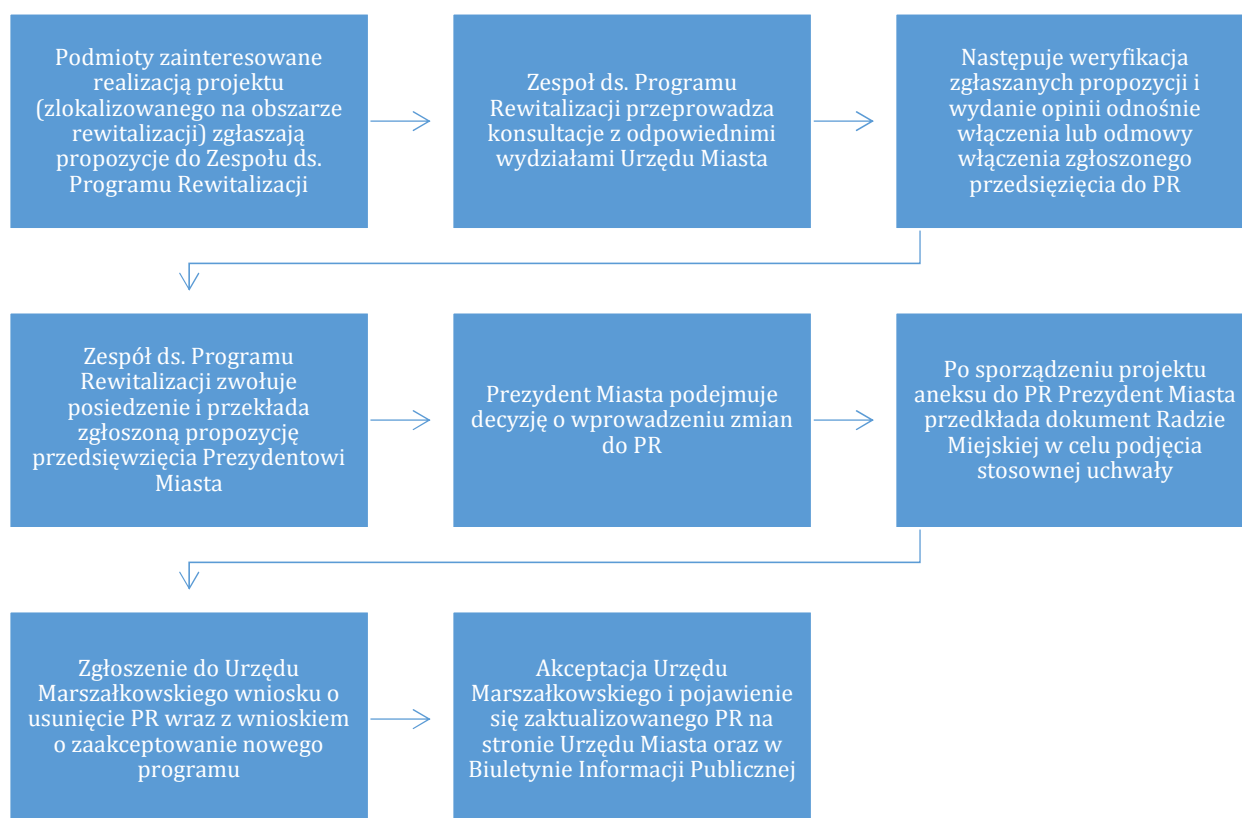 Podmioty zainteresowane
realizacją projektu
(zlokalizowanego na obszarze
rewitalizacji) zgłaszają
propozycje do Zespołu ds.
Programu Rewitalizacji
Zespoł ds. Programu
Rewitalizacji przeprowadza
konsultacje z odpowiednimi
wydziałami Urzędu Miasta
Następuje weryfikacja
zgłaszanych propozycji i
wydanie opinii odnośnie
włączenia lub odmowy
włączenia zgłoszonego
przedsięzięcia do PR
Zespół ds. Programu
Rewitalizacji zwołuje
posiedzenie i przekłada
zgłoszoną propozycję
przedsięwzięcia Prezydentowi
Miasta
Prezydent Miasta podejmuje
decyzję o wprowadzeniu zmian
do PR
Po sporządzeniu projektu
aneksu do PR Prezydent Miasta
przedkłada dokument Radzie
Miejskiej w celu podjęcia
stosownej uchwały
Zgłoszenie do Urzędu
Marszałkowskiego wniosku o
usunięcie PR wraz z wnioskiem
o zaakceptowanie nowego
programu
Akceptacja Urzędu
Marszałkowskiego i pojawienie
się zaktualizowanego PR na
stronie Urzędu Miasta oraz w
Biuletynie Informacji Publicznej